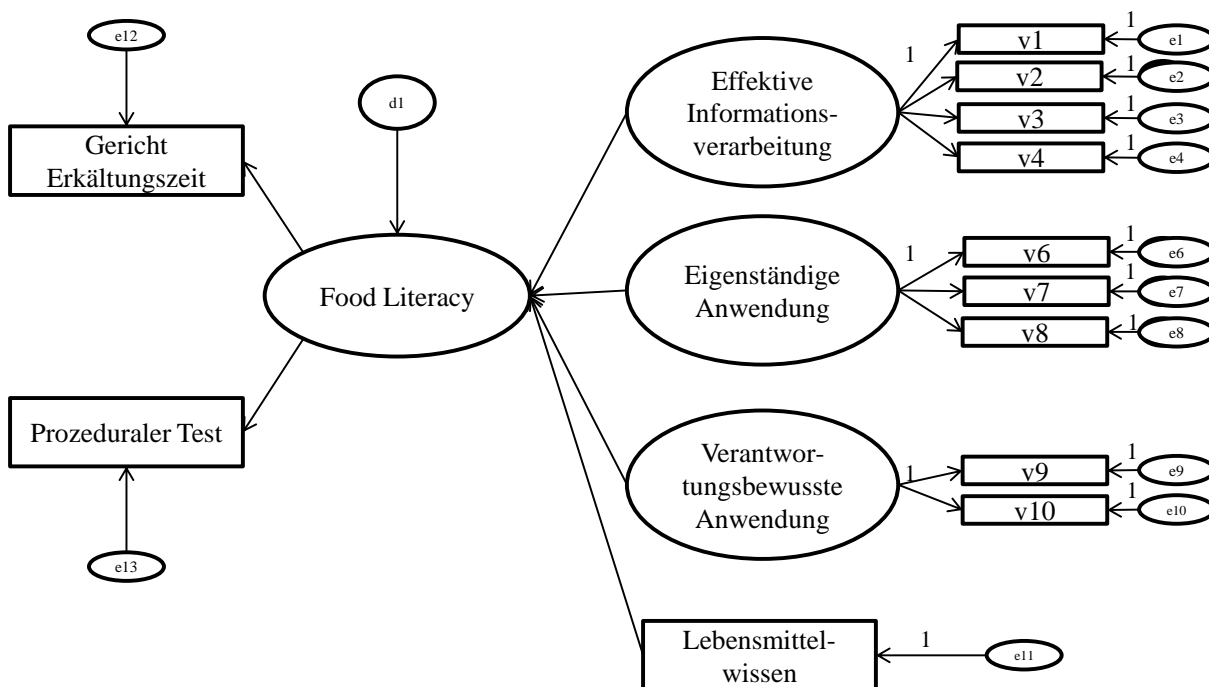 e12
d1
Gericht
Erkältungszeit
Food Literacy
Prozeduraler Test
e13
Effektive
Informations-
verarbeitung
1
v1
1
e1
v2
1
e2
v3
1
e3
v4
1
e4
Eigenständige
Anwendung
1
v6
1
e6
v7
1
e7
v8
1
e8
Verantwor-
tungsbewusste
Anwendung
1
v9
1
e9
v10
1
e10
Lebensmittel-
wissen
1
e11